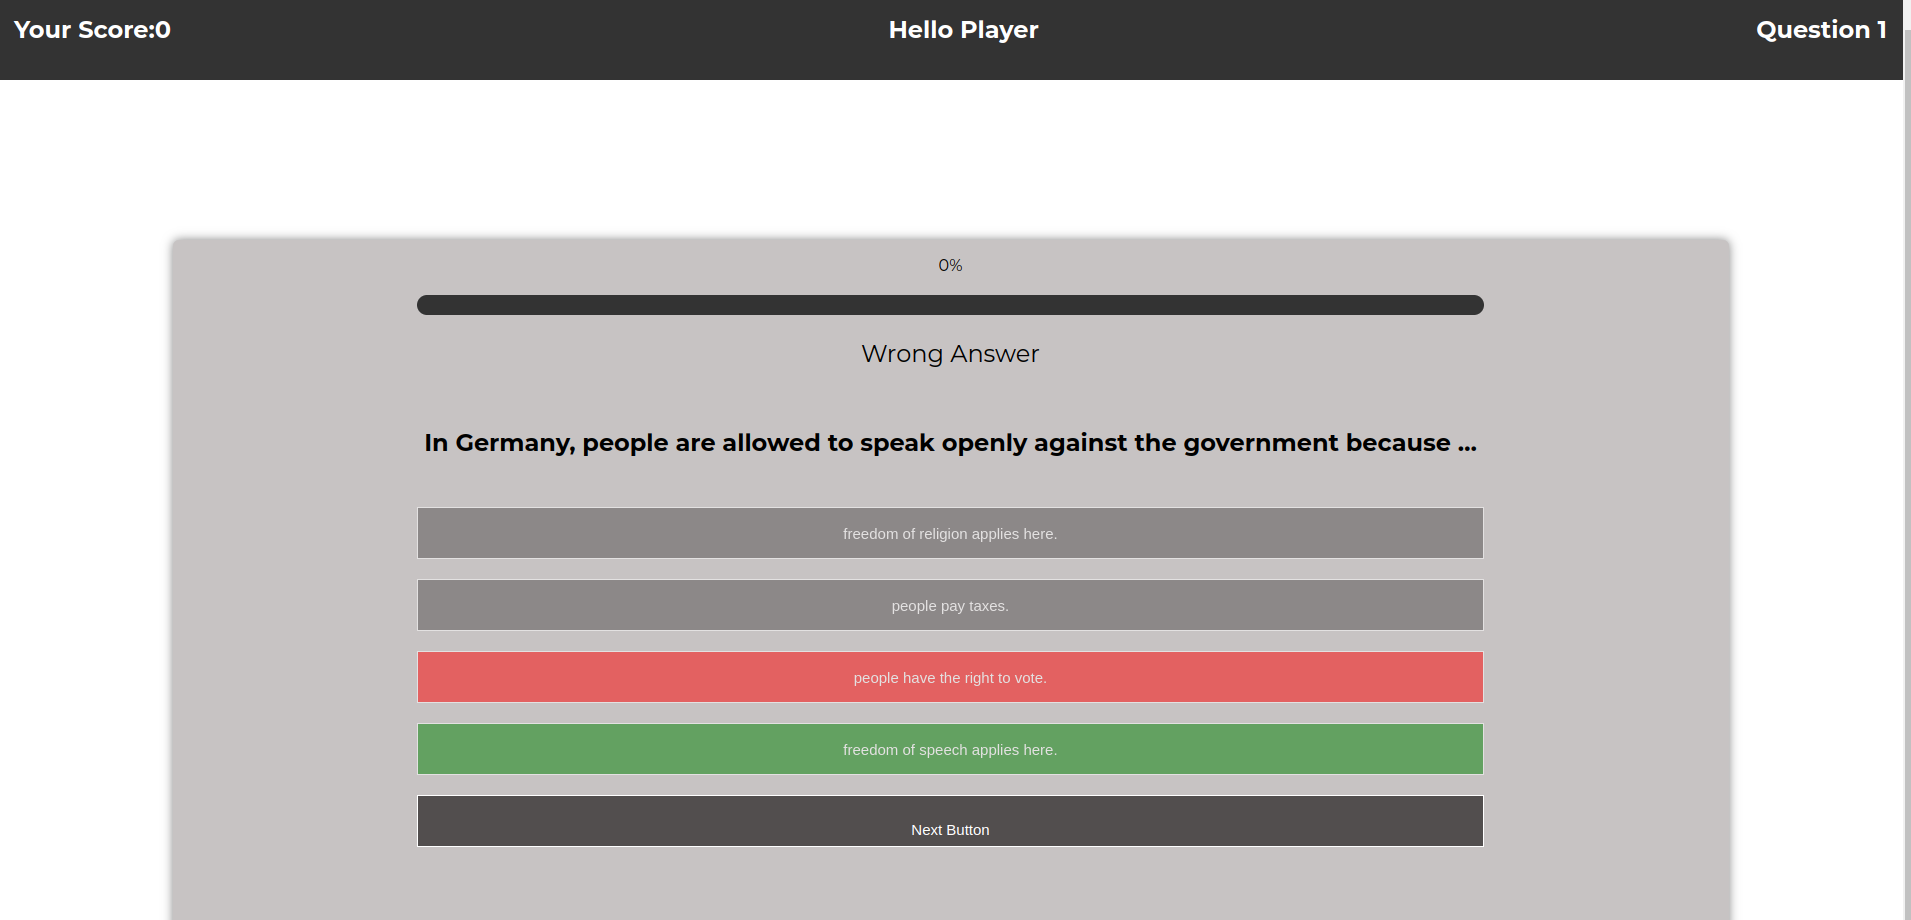 Your Score:0
Hello Player
Question 1
0%
Wrong Answer
In Germany, people are allowed to speak openly against the government because ...
freedom of religion applies here.
people pay taxes.
people have the right to vote.
freedom of speech applies here.
Next Button